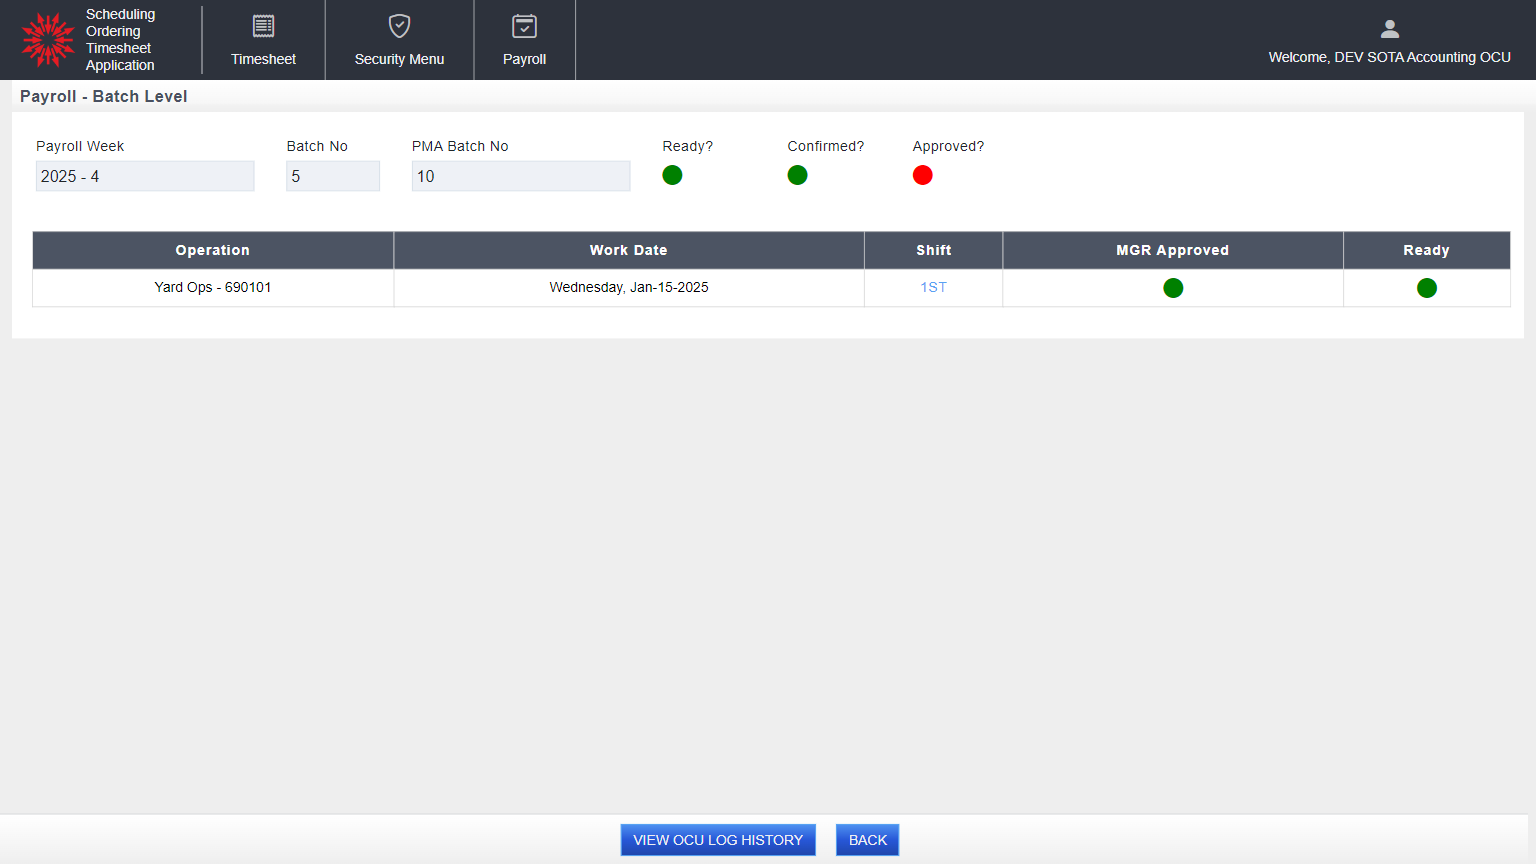 Scheduling
Ordering
Timesheet
Application
Timesheet
Security Menu
Payroll
Welcome, DEV SOTA Accounting OCU
Payroll - Batch Level
Payroll Week
Batch No
PMA Batch No
Ready?
Confirmed?
Approved?
2025 - 4
5
10
Operation
Work Date
Shift
MGR Approved
Ready
Yard Ops - 690101
Wednesday, Jan-15-2025
1ST
VIEW OCU LOG HISTORY
BACK